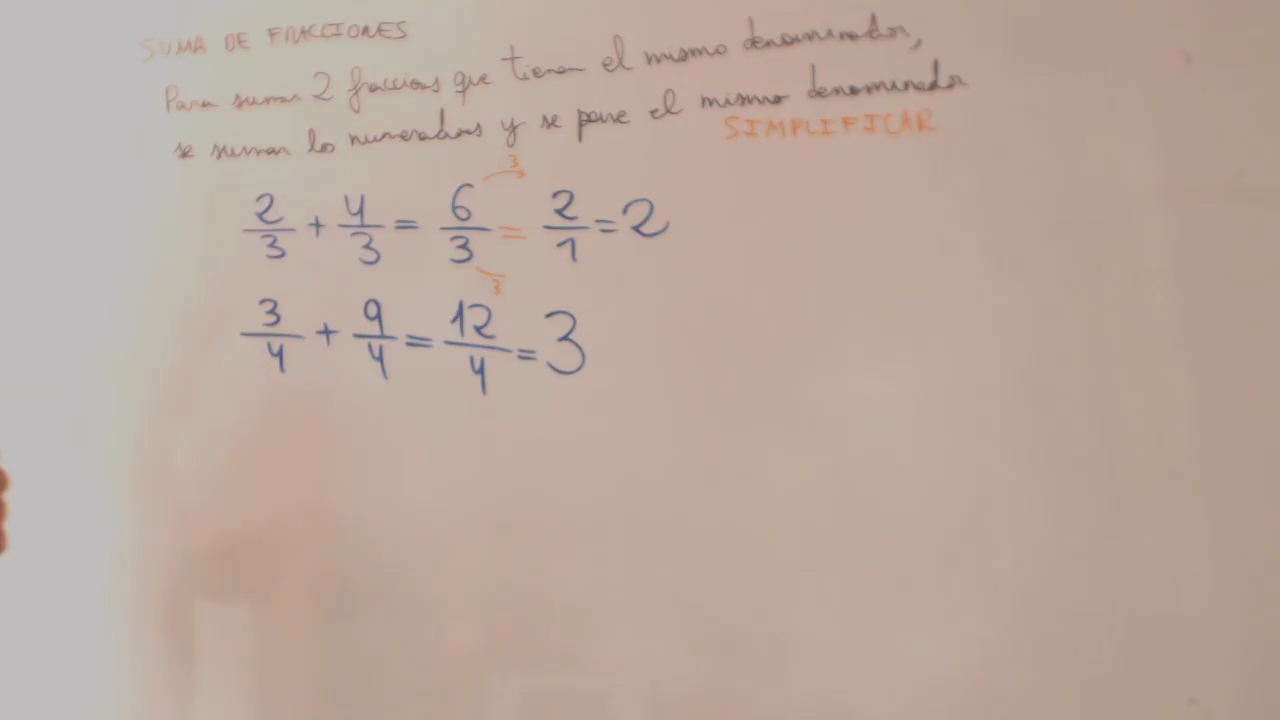 SUMA DE FRACCIONES
Para sumar 2 fracciones que tienen el mismo denominador,
se suman los numeradores y se pone el mismo denominador
SIMPLIFICAR
2/3 + 4/3 = 6/3 = 2/1 = 2
3
3
3/4 + 9/4 = 12/4 = 3